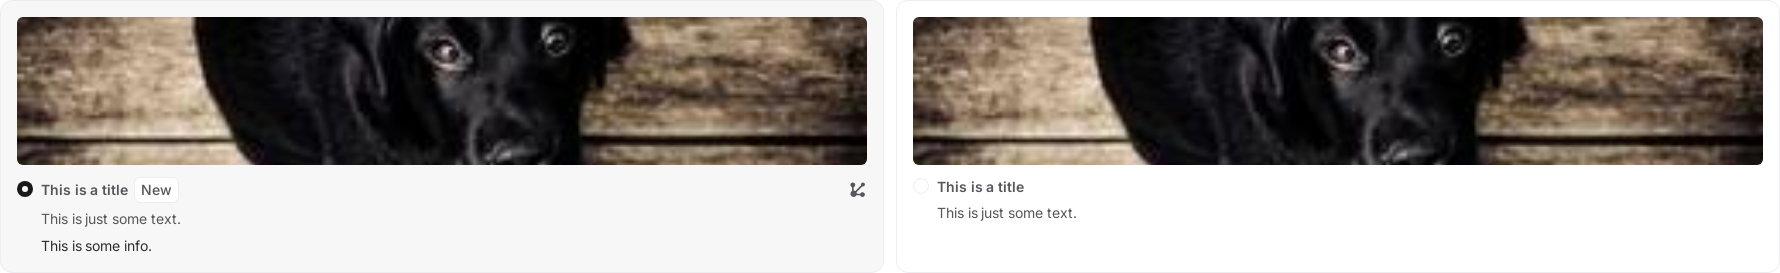 This is a title New
This is just some text.
This is some info.
This is a title
This is just some text.